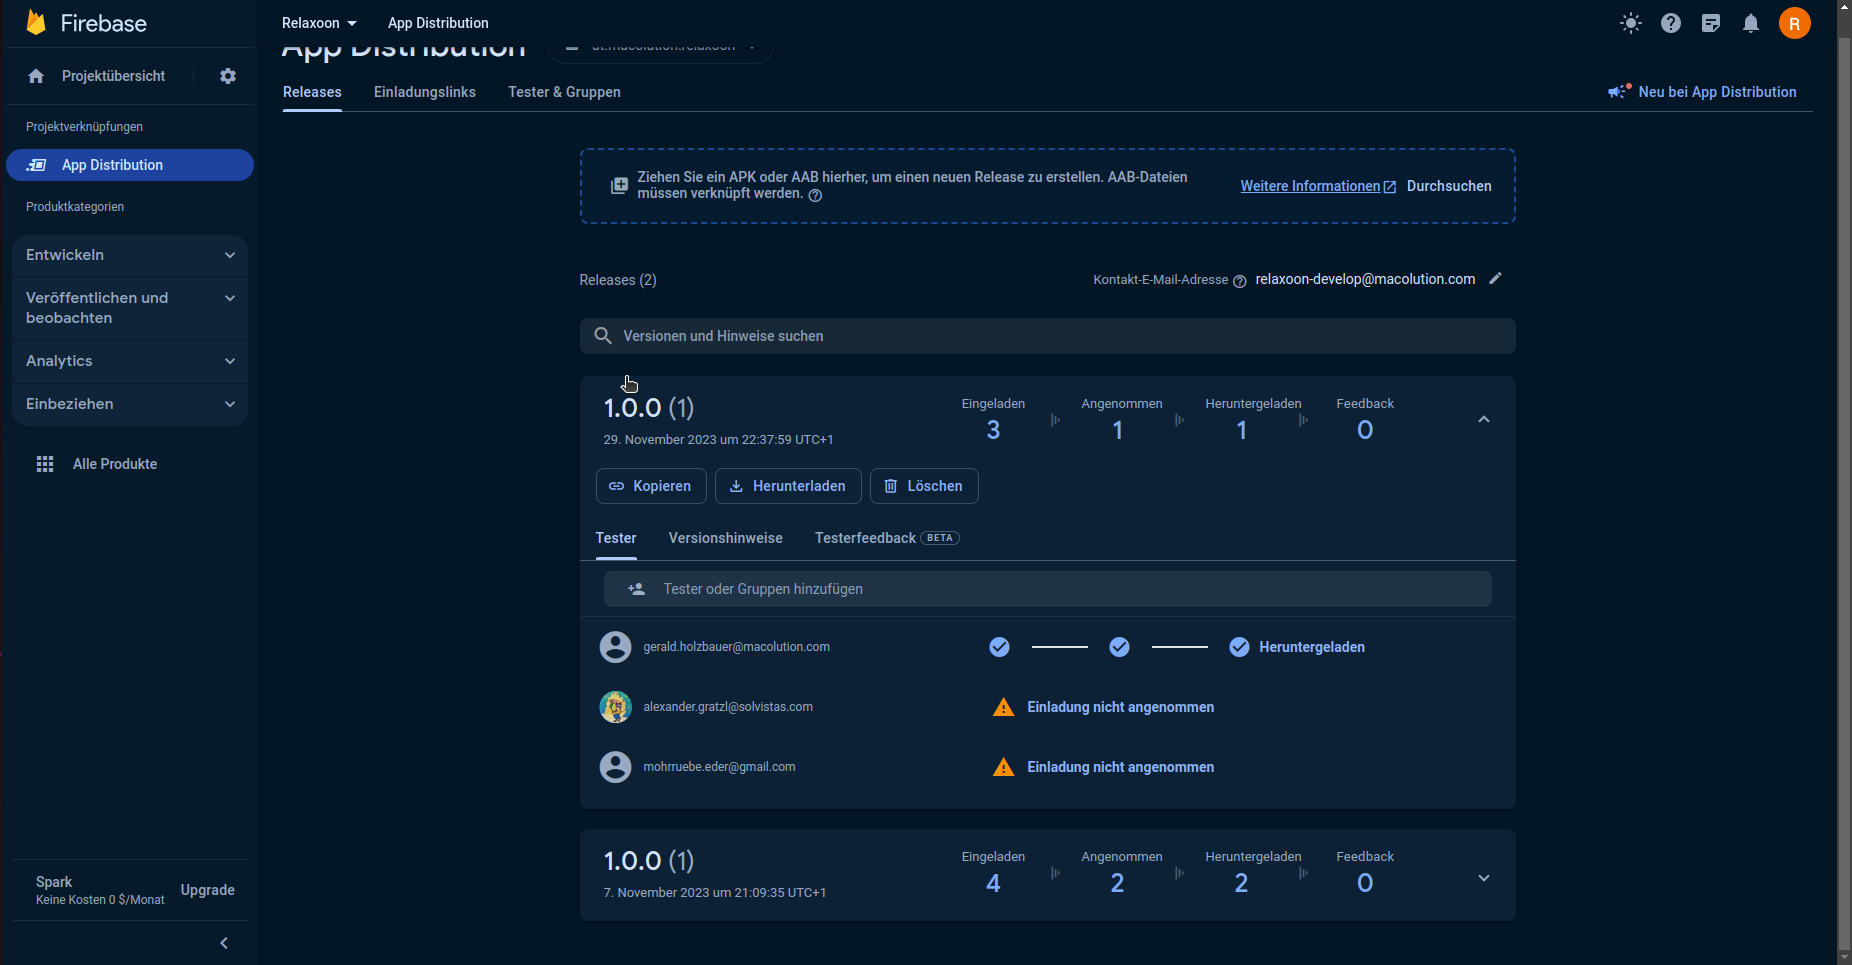 Firebase
Relaxoon
App Distribution
App Distribution
at.macolution.relaxoon
Projektübersicht
Releases
Einladungslinks
Tester & Gruppen
Neu bei App Distribution
Projektverknüpfungen
App Distribution
Produktkategorien
Entwickeln
Veröffentlichen und
beobachten
Analytics
Einbeziehen
Alle Produkte
Ziehen Sie ein APK oder AAB hierher, um einen neuen Release zu erstellen. AAB-Dateien
müssen verknüpft werden.
Weitere Informationen
Durchsuchen
Releases (2)
Kontakt-E-Mail-Adresse
relaxoon-develop@macolution.com
Versionen und Hinweise suchen
1.0.0 (1)
29. November 2023 um 22:37:59 UTC+1
Eingeladen
3
Angenommen
1
Heruntergeladen
1
Feedback
0
Kopieren
Herunterladen
Löschen
Tester
Versionshinweise
Testerfeedback BETA
Tester oder Gruppen hinzufügen
gerald.holzbauer@macolution.com
Heruntergeladen
alexander.gratzl@solvistas.com
Einladung nicht angenommen
mohrruebe.eder@gmail.com
Einladung nicht angenommen
1.0.0 (1)
7. November 2023 um 21:09:35 UTC+1
Eingeladen
4
Angenommen
2
Heruntergeladen
2
Feedback
0
Spark
Keine Kosten 0 $/Monat
Upgrade
R